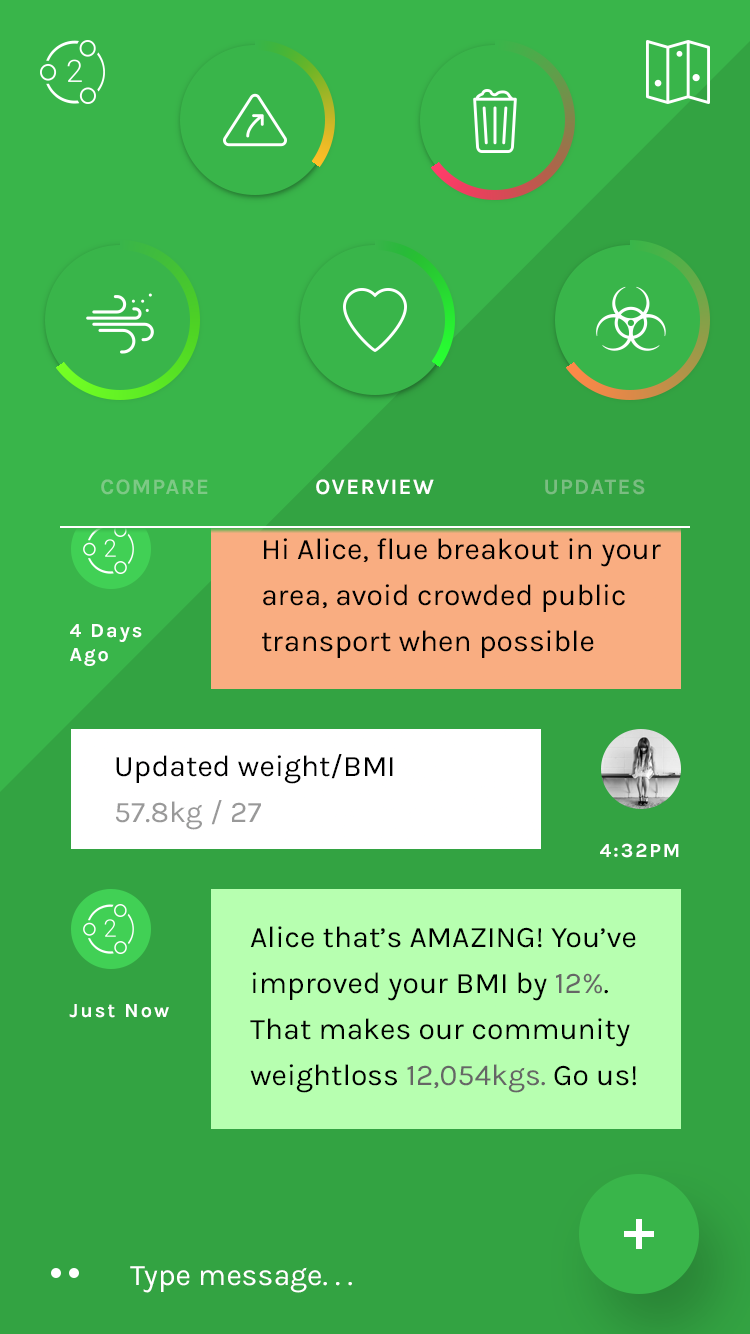 2
COMPARE
OVERVIEW
UPDATES
2
Hi Alice, flue breakout in your
area, avoid crowded public
transport when possible
4 Days
Ago
Updated weight/BMI
57.8kg / 27
4:32PM
2
Just Now
Alice that’s AMAZING! You’ve
improved your BMI by 12%.
That makes our community
weightloss 12,054kgs. Go us!
Type message...